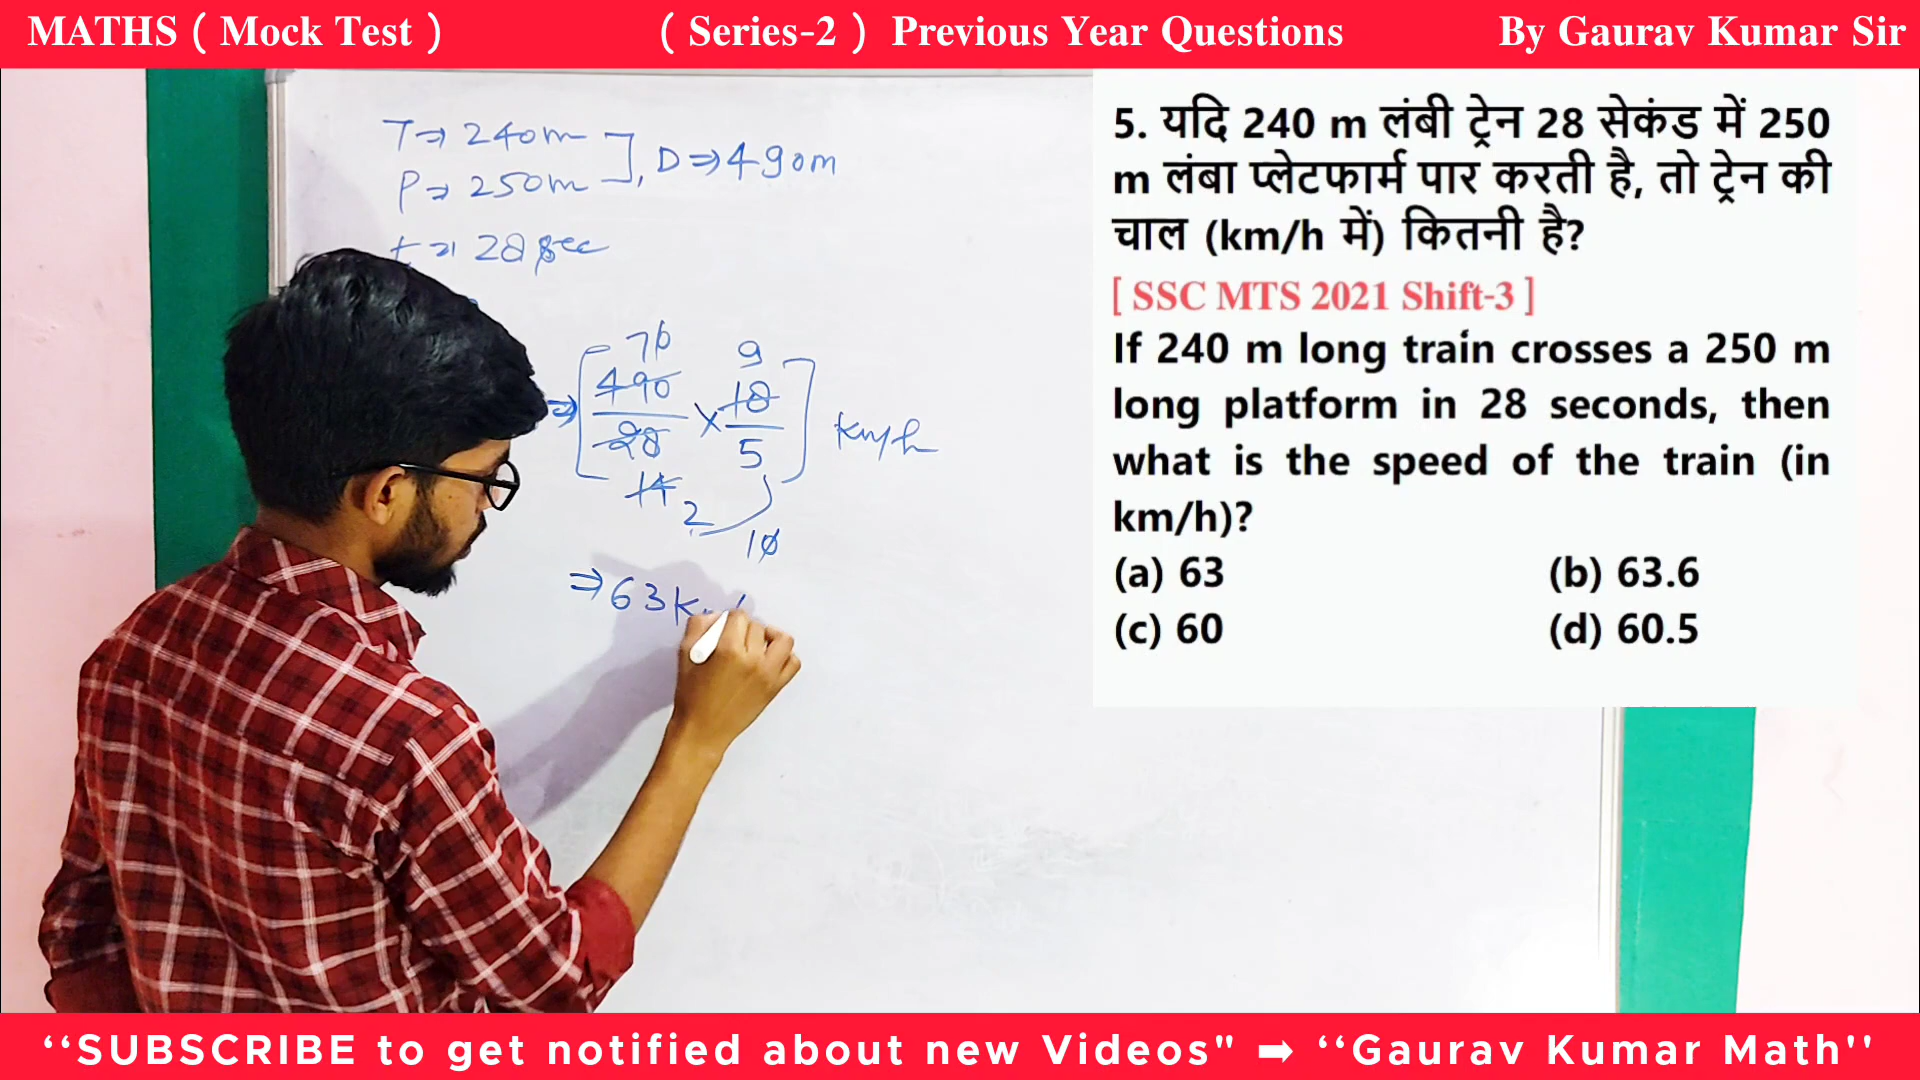 MATHS ( Mock Test )
( Series-2 ) Previous Year Questions
By Gaurav Kumar Sir
T⇒ 240m
P⇒ 250m
, D⇒490m
t⇒ 28 sec
70
9
⇒ [ 490 × 18 ] km/h
28 5
14
2
10
⇒ 63 K
5. यदि 240 m लंबी ट्रेन 28 सेकंड में 250
m लंबा प्लेटफार्म पार करती है, तो ट्रेन की
चाल (km/h में) कितनी है?
[ SSC MTS 2021 Shift-3 ]
If 240 m long train crosses a 250 m
long platform in 28 seconds, then
what is the speed of the train (in
km/h)?
(a) 63 (b) 63.6
(c) 60 (d) 60.5
‘‘SUBSCRIBE to get notified about new Videos" ➡ ‘‘Gaurav Kumar Math''